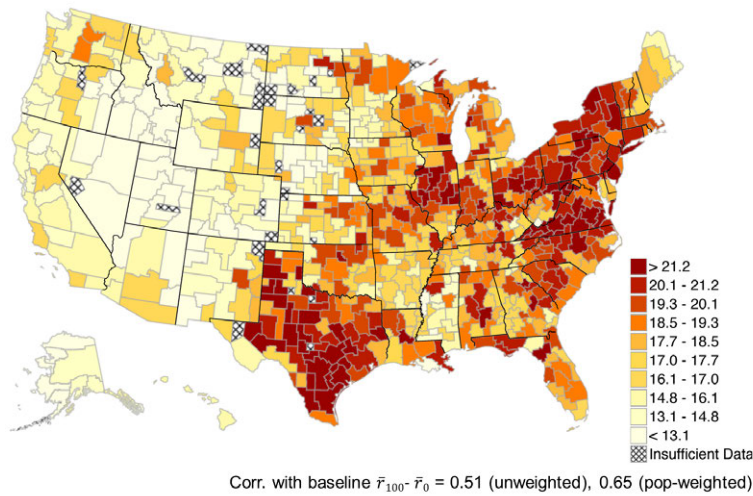 > 21.2
20.1 - 21.2
19.3 - 20.1
18.5 - 19.3
17.7 - 18.5
17.0 - 17.7
16.1 - 17.0
14.8 - 16.1
13.1 - 14.8
< 13.1
Insufficient Data
Corr. with baseline r̄₁₀₀- r̄₀ = 0.51 (unweighted), 0.65 (pop-weighted)